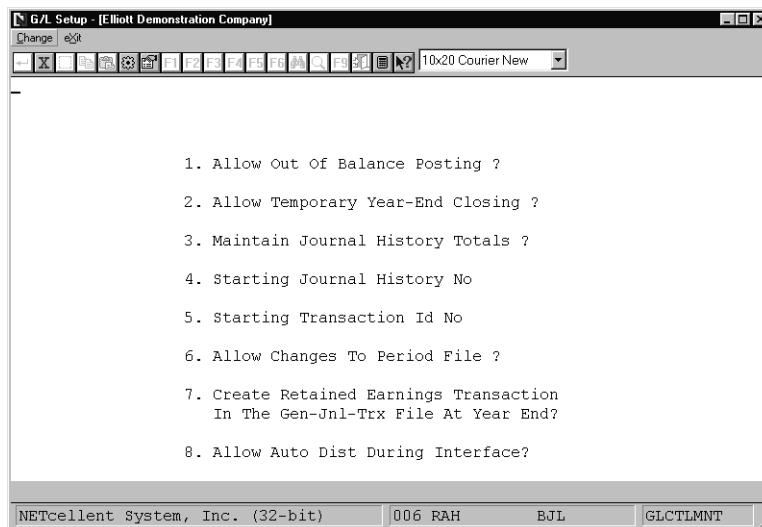 G/L Setup - [Elliott Demonstration Company]
Change eXit
F1 F2 F3 F4 F5 F6 F9 10x20 Courier New
1. Allow Out Of Balance Posting ?
2. Allow Temporary Year-End Closing ?
3. Maintain Journal History Totals ?
4. Starting Journal History No
5. Starting Transaction Id No
6. Allow Changes To Period File ?
7. Create Retained Earnings Transaction
In The Gen-Jnl-Trx File At Year End?
8. Allow Auto Dist During Interface?
NETcellent System, Inc. (32-bit) 006 RAH BJL GLCTLMNT